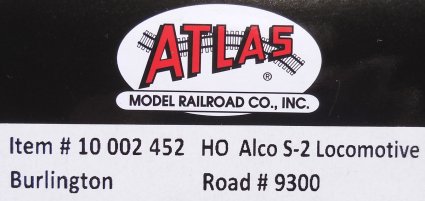 ATLAS
®
MODEL RAILROAD CO., INC.
Item # 10 002 452 HO Alco S-2 Locomotive
Burlington Road # 9300